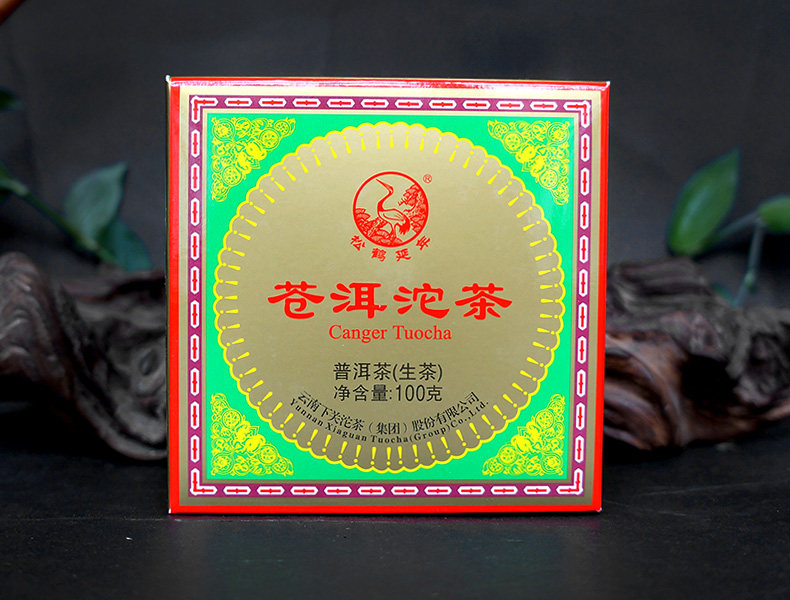 ®
松鹤延年
苍洱沱茶
Canger Tuocha
普洱茶(生茶)
净含量:100克
云南下关沱茶（集团）股份有限公司
Yunnan Xiaguan Tuocha(Group)Co.,Ltd.